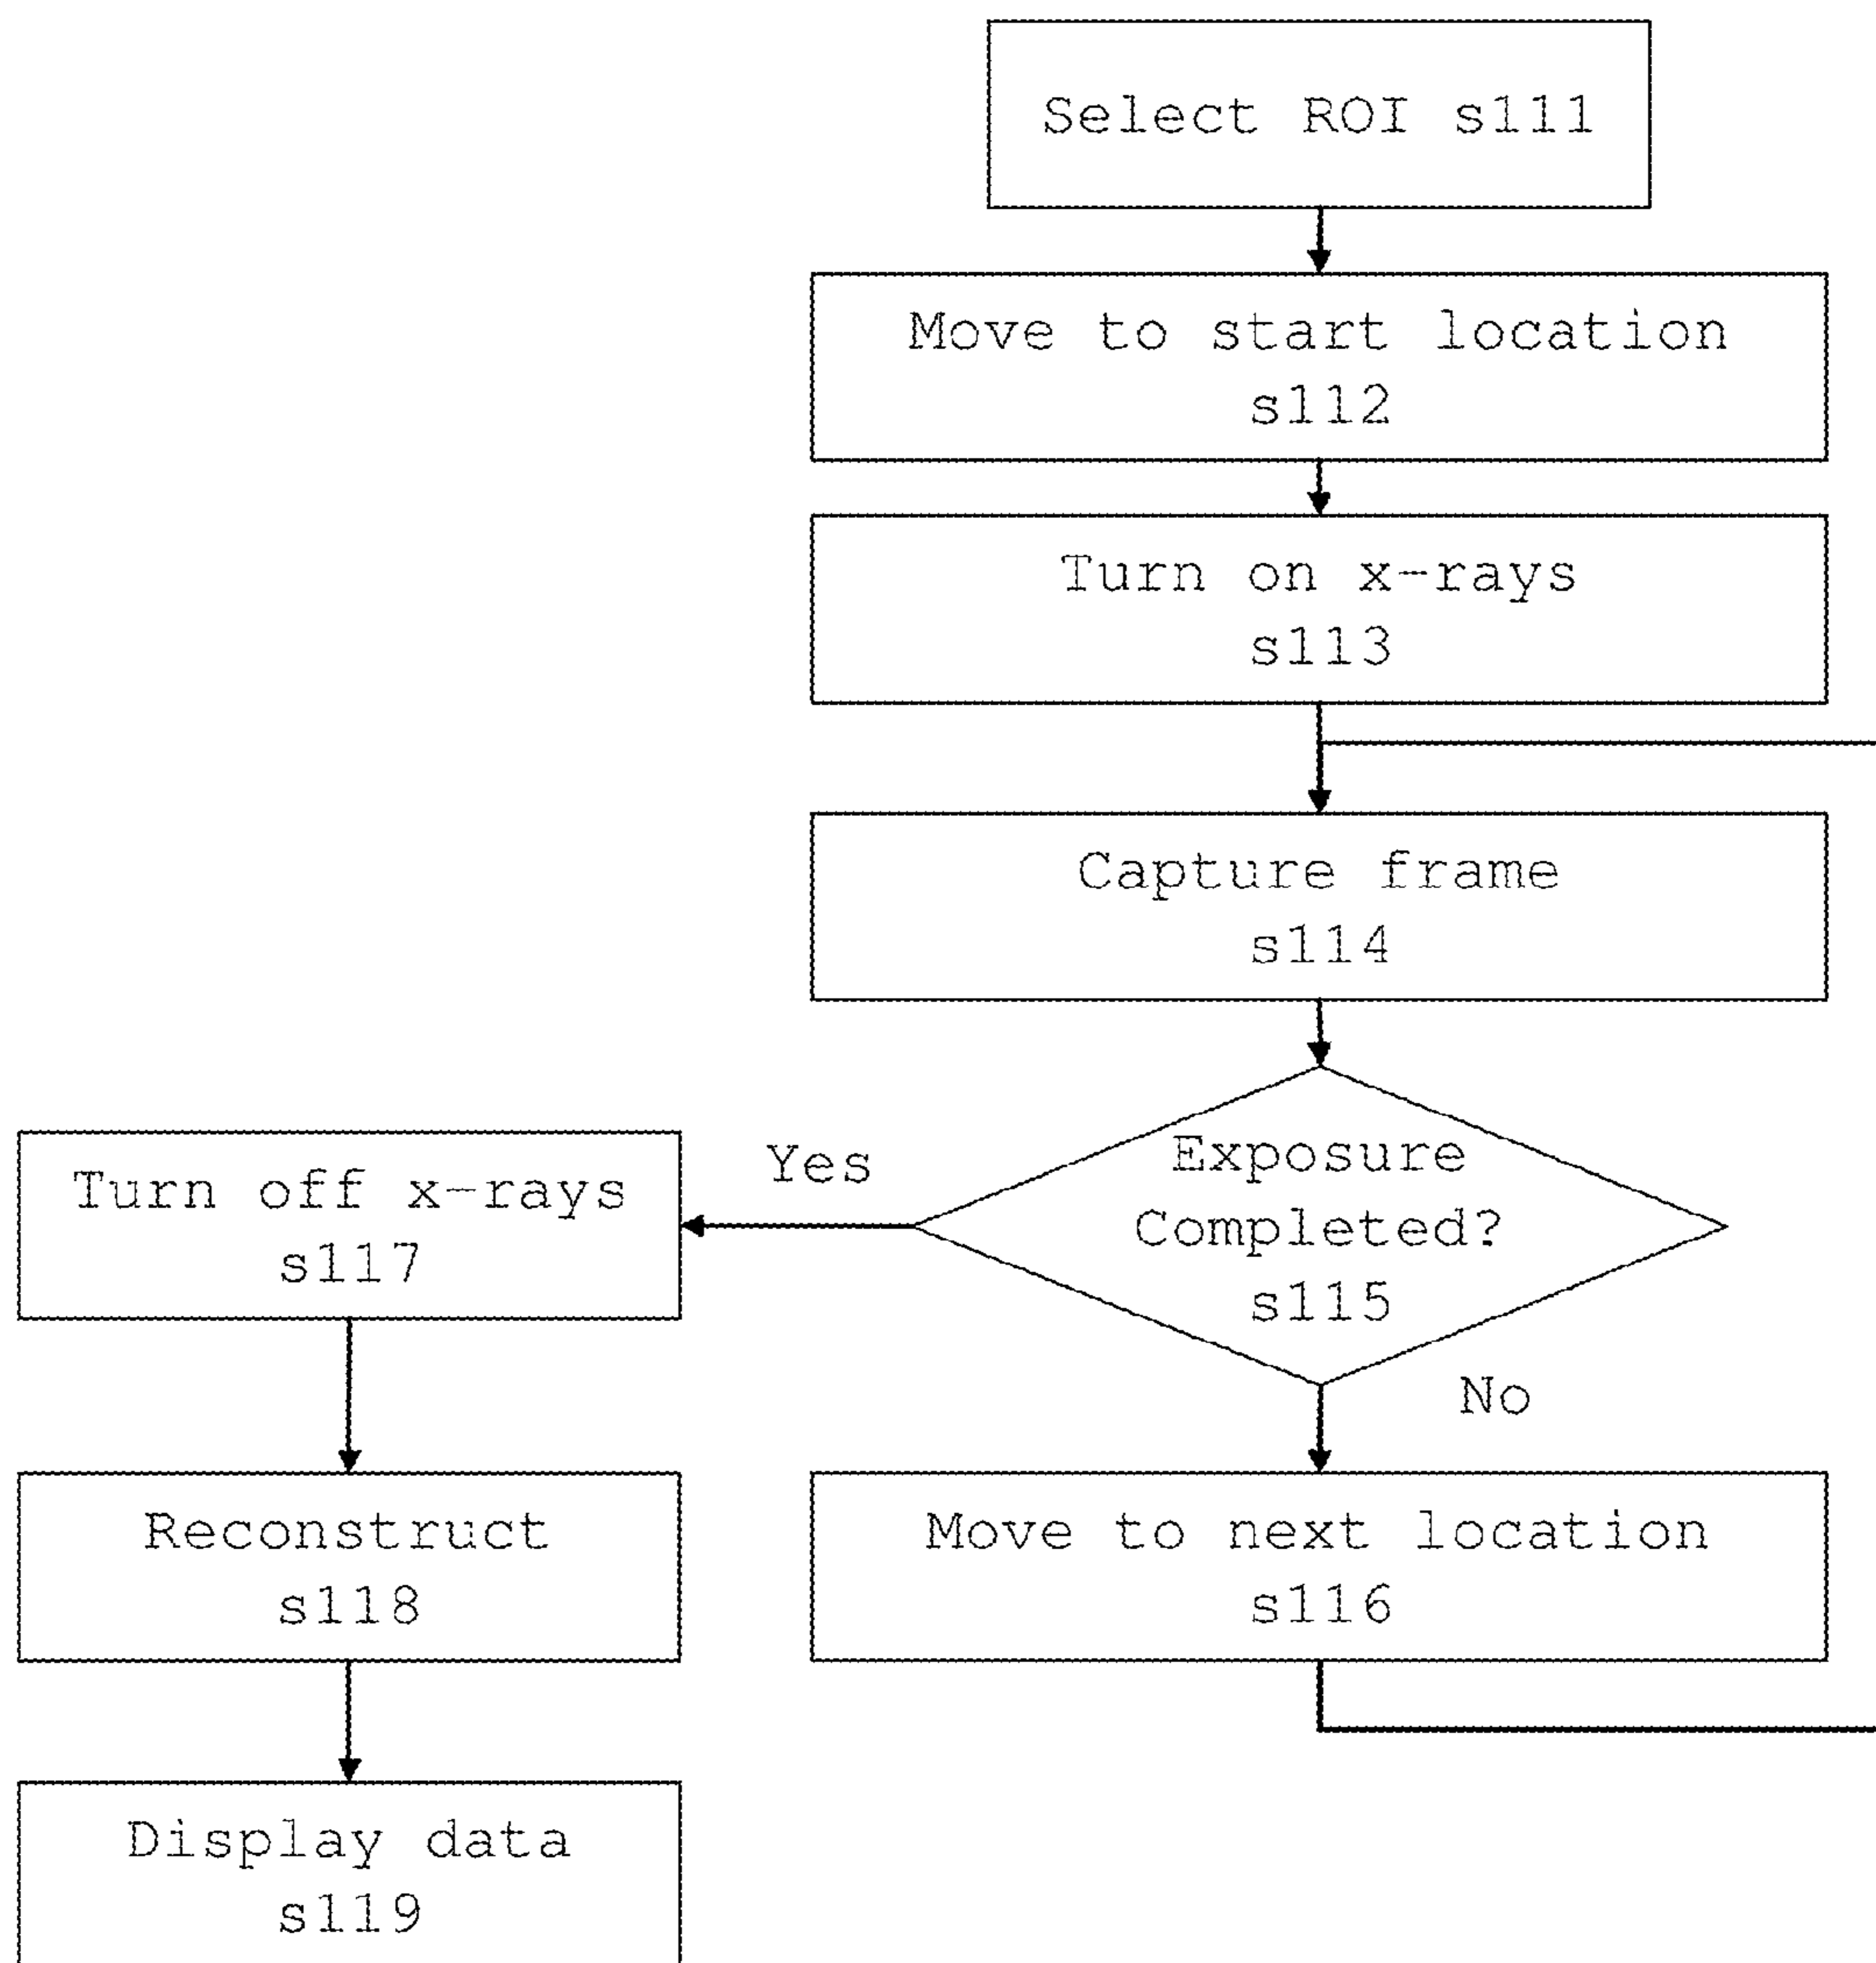 Select ROI s111
Move to start location
s112
Turn on x-rays
s113
Capture frame
s114
Exposure
Completed?
s115
Yes
No
Turn off x-rays
s117
Reconstruct
s118
Move to next location
s116
Display data
s119